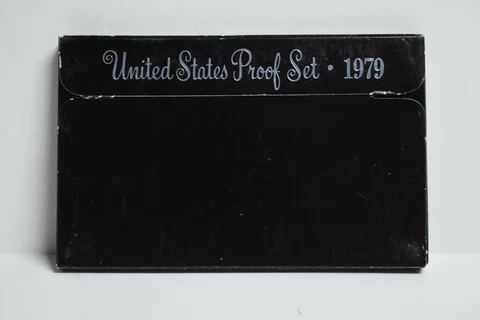 United States Proof Set · 1979